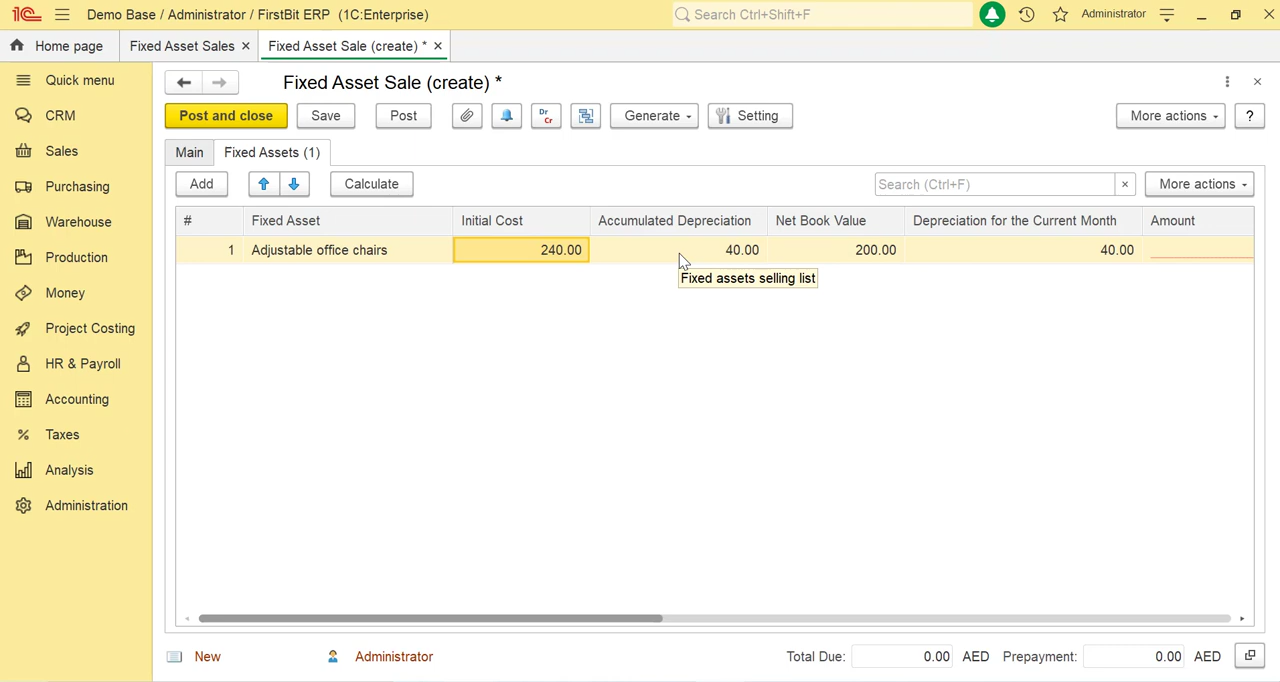 Demo Base / Administrator / FirstBit ERP (1C:Enterprise)
Search Ctrl+Shift+F
Administrator
Home page
Fixed Asset Sales ×
Fixed Asset Sale (create) * ×
Quick menu
CRM
Sales
Purchasing
Warehouse
Production
Money
Project Costing
HR & Payroll
Accounting
Taxes
Analysis
Administration
Fixed Asset Sale (create) *
Post and close
Save
Post
Dr Cr
Generate
Setting
More actions
?
Main
Fixed Assets (1)
Add
Calculate
Search (Ctrl+F)
×
More actions
# Fixed Asset Initial Cost Accumulated Depreciation Net Book Value Depreciation for the Current Month Amount
1 Adjustable office chairs 240.00 40.00 200.00 40.00
Fixed assets selling list
New
Administrator
Total Due: 0.00 AED Prepayment: 0.00 AED